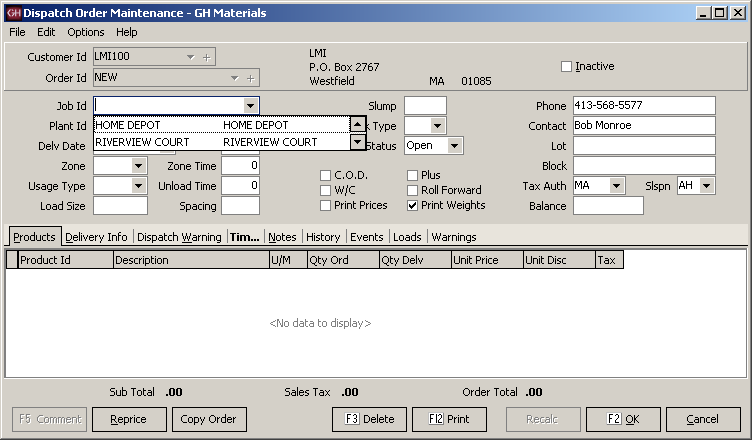 GH Dispatch Order Maintenance - GH Materials
File Edit Options Help
Customer Id LMI100 LMI
P.O. Box 2767 Inactive
Order Id NEW Westfield MA 01085
Job Id Slump Phone 413-568-5577
Plant Id HOME DEPOT HOME DEPOT Type Contact Bob Monroe
Delv Date RIVERVIEW COURT RIVERVIEW COURT Status Open Lot
Zone Zone Time 0 C.O.D. Plus Block
Usage Type Unload Time 0 W/C Roll Forward Tax Auth MA Slspn AH
Load Size Spacing Print Prices Print Weights Balance
Products Delivery Info Dispatch Warning Tim... Notes History Events Loads Warnings
Product Id Description U/M Qty Ord Qty Delv Unit Price Unit Disc Tax
<No data to display>
Sub Total .00 Sales Tax .00 Order Total .00
F5 Comment Reprice Copy Order F3 Delete F12 Print Recalc F2 OK Cancel